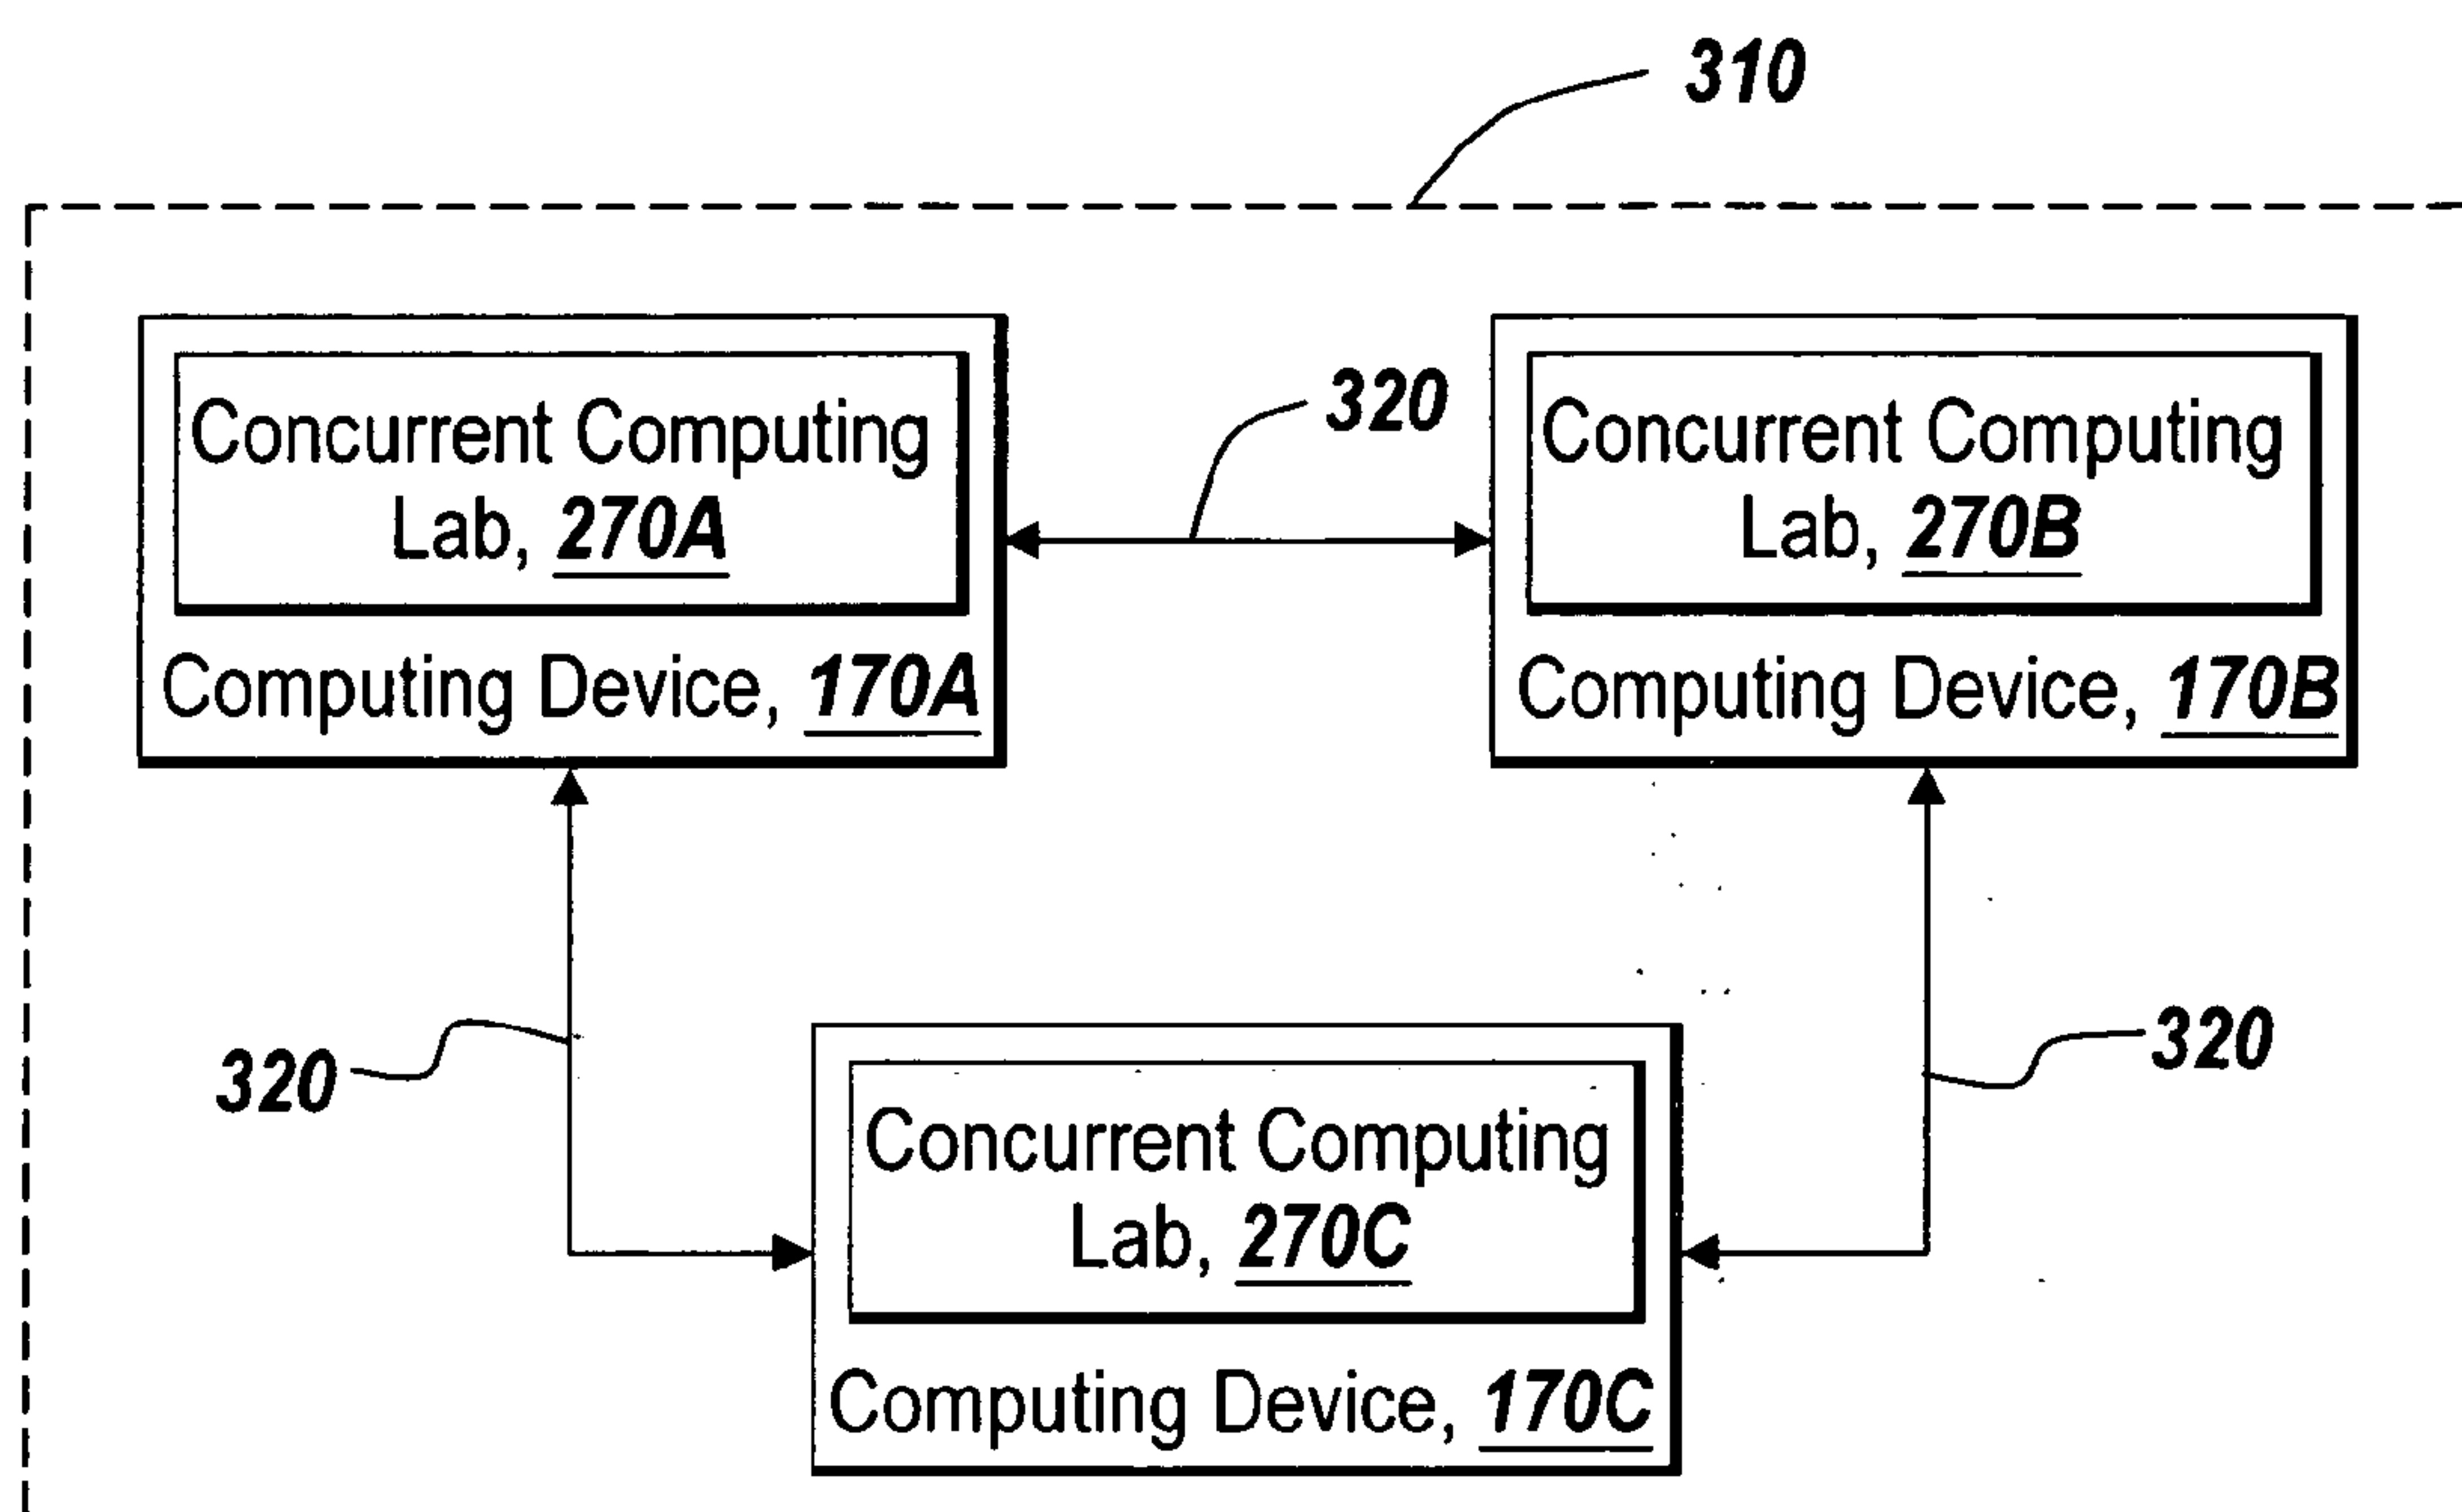 310
Concurrent Computing
Lab, 270A
Computing Device, 170A
320
Concurrent Computing
Lab, 270B
Computing Device, 170B
320
Concurrent Computing
Lab, 270C
Computing Device, 170C
320